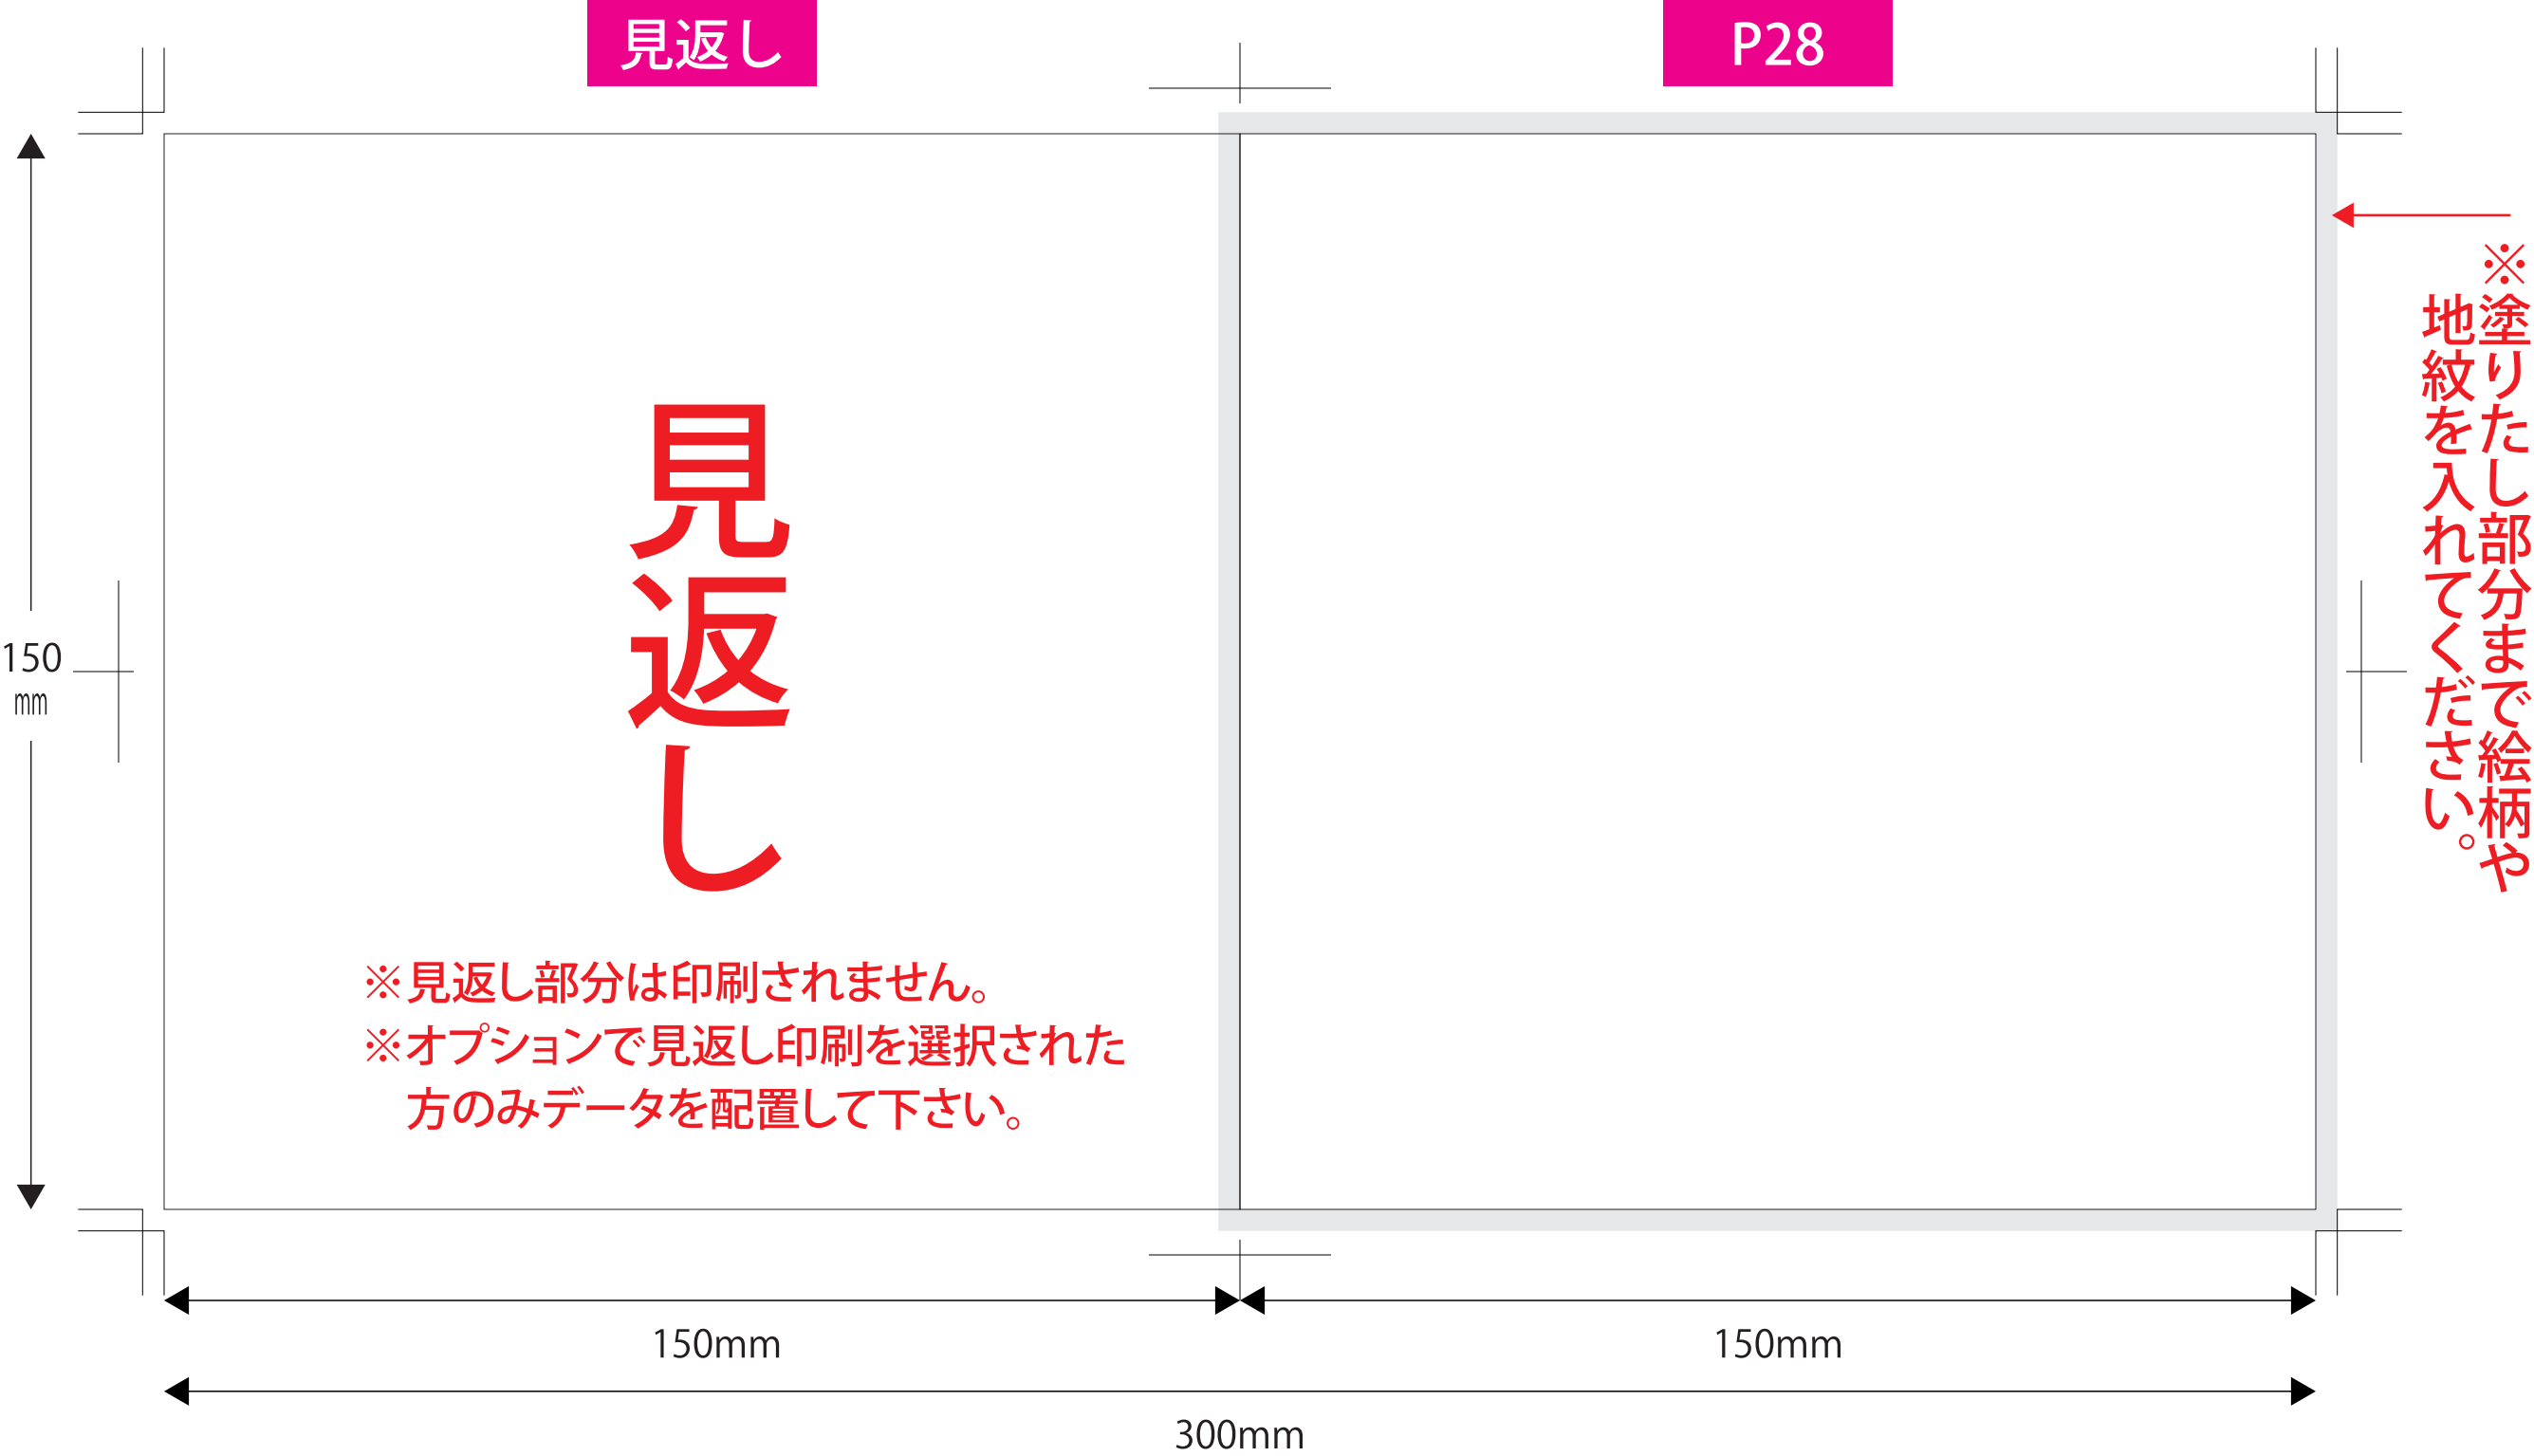 見返し
P28
※塗りたし部分まで絵柄や
地紋を入れてください。
見返し
※見返し部分は印刷されません。
※オプションで見返し印刷を選択された
方のみデータを配置して下さい。
150
mm
150mm
150mm
300mm